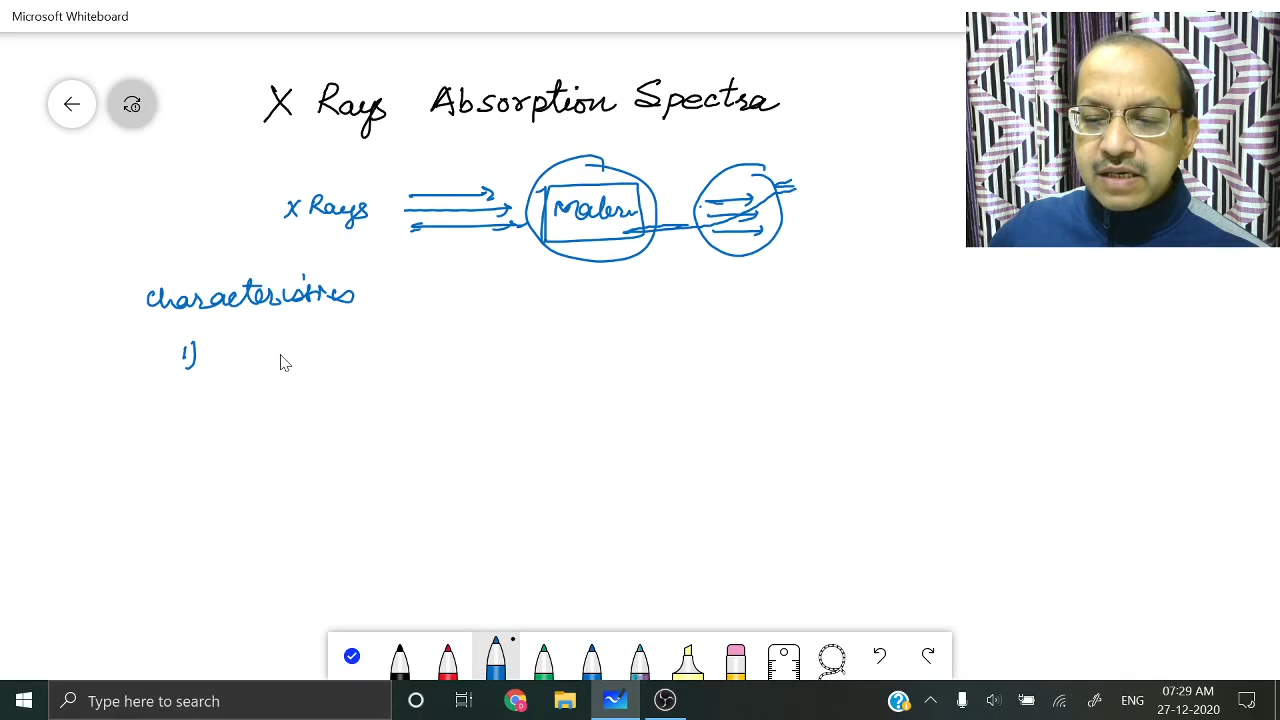 Microsoft Whiteboard
X Rays Absorption Spectra
X Rays
characteristics
1)
Type here to search
ENG
07:29 AM
27-12-2020